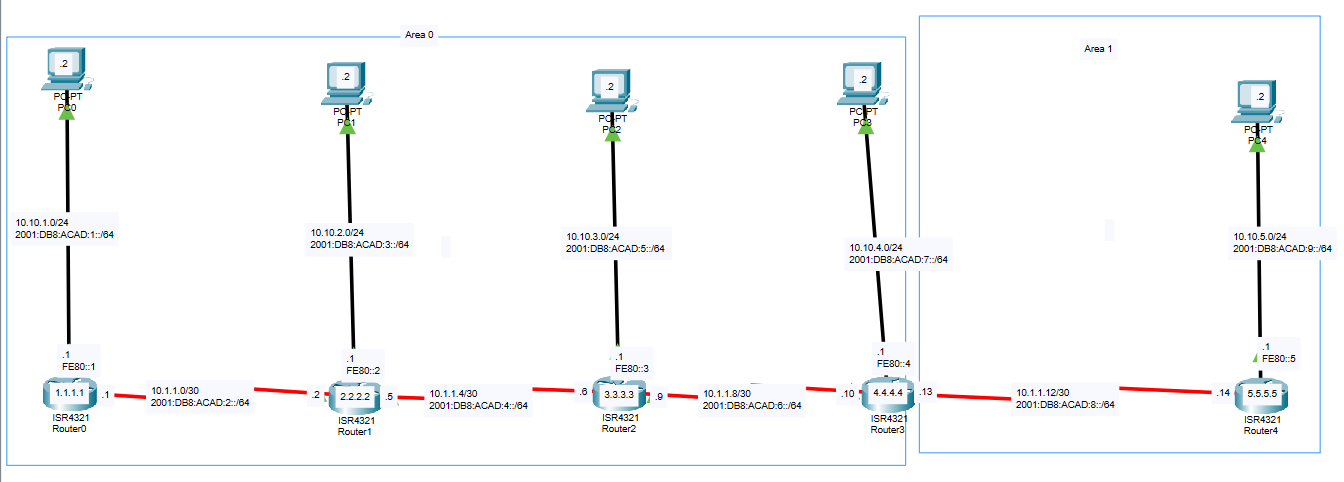 Area 0
Area 1
.2
PC-PT
PC0
.2
PC-PT
PC1
.2
PC-PT
PC2
.2
PC-PT
PC3
.2
PC-PT
PC4
10.10.1.0/24
2001:DB8:ACAD:1::/64
10.10.2.0/24
2001:DB8:ACAD:3::/64
10.10.3.0/24
2001:DB8:ACAD:5::/64
10.10.4.0/24
2001:DB8:ACAD:7::/64
10.10.5.0/24
2001:DB8:ACAD:9::/64
.1
FE80::1
.1
FE80::2
.1
FE80::3
.1
FE80::4
.1
FE80::5
1.1.1.1
ISR4321
Router0
.1
10.1.1.0/30
2001:DB8:ACAD:2::/64
.2
2.2.2.2
ISR4321
Router1
.5
10.1.1.4/30
2001:DB8:ACAD:4::/64
.6
3.3.3.3
ISR4321
Router2
.9
10.1.1.8/30
2001:DB8:ACAD:6::/64
.10
4.4.4.4
ISR4321
Router3
.13
10.1.1.12/30
2001:DB8:ACAD:8::/64
.14
5.5.5.5
ISR4321
Router4